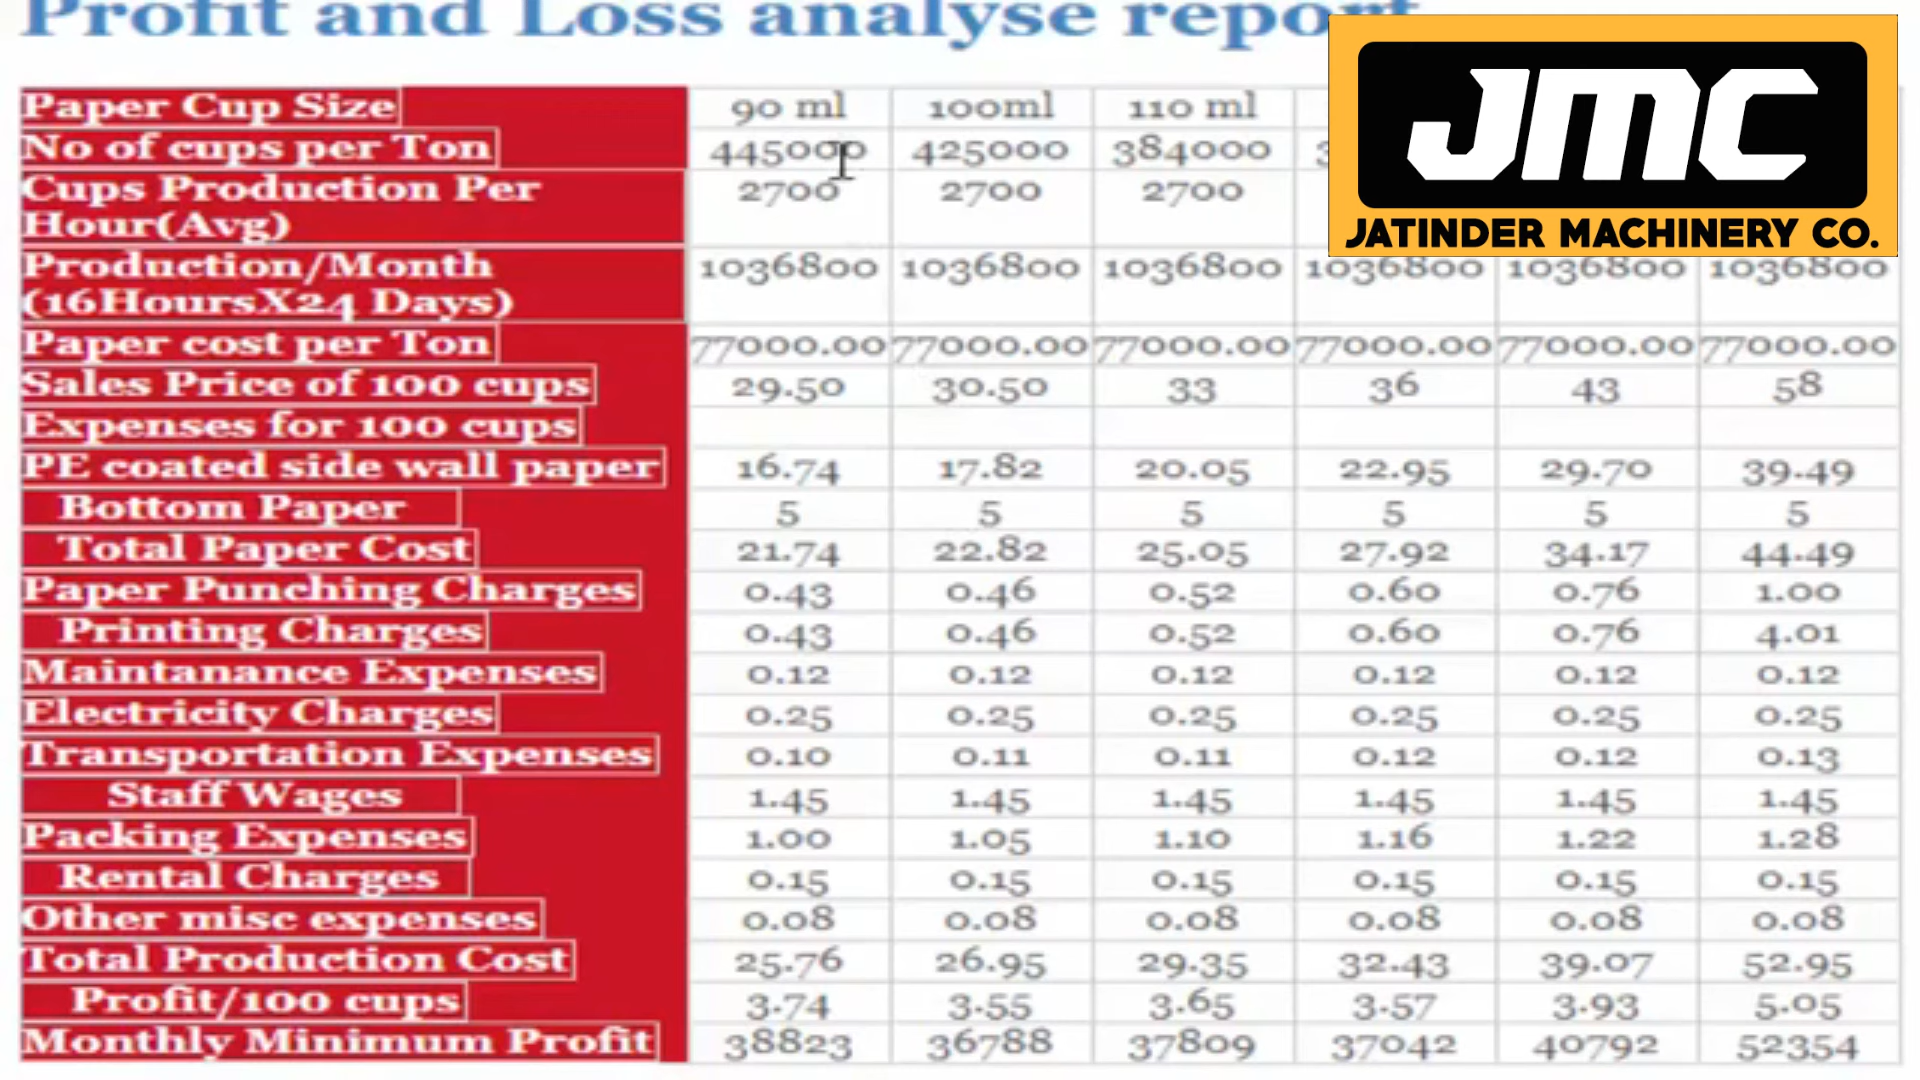 Profit and Loss analyse report
JMC
JATINDER MACHINERY CO.
Paper Cup Size 90 ml 100ml 110 ml
No of cups per Ton 445000 425000 384000
Cups Production Per 2700 2700 2700
Hour(Avg)
Production/Month 1036800 1036800 1036800 1036800 1036800 1036800
(16HoursX24 Days)
Paper cost per Ton 77000.00 77000.00 77000.00 77000.00 77000.00 77000.00
Sales Price of 100 cups 29.50 30.50 33 36 43 58
Expenses for 100 cups
PE coated side wall paper 16.74 17.82 20.05 22.95 29.70 39.49
Bottom Paper 5 5 5 5 5 5
Total Paper Cost 21.74 22.82 25.05 27.92 34.17 44.49
Paper Punching Charges 0.43 0.46 0.52 0.60 0.76 1.00
Printing Charges 0.43 0.46 0.52 0.60 0.76 4.01
Maintanance Expenses 0.12 0.12 0.12 0.12 0.12 0.12
Electricity Charges 0.25 0.25 0.25 0.25 0.25 0.25
Transportation Expenses 0.10 0.11 0.11 0.12 0.12 0.13
Staff Wages 1.45 1.45 1.45 1.45 1.45 1.45
Packing Expenses 1.00 1.05 1.10 1.16 1.22 1.28
Rental Charges 0.15 0.15 0.15 0.15 0.15 0.15
Other misc expenses 0.08 0.08 0.08 0.08 0.08 0.08
Total Production Cost 25.76 26.95 29.35 32.43 39.07 52.95
Profit/100 cups 3.74 3.55 3.65 3.57 3.93 5.05
Monthly Minimum Profit 38823 36788 37809 37042 40792 52354